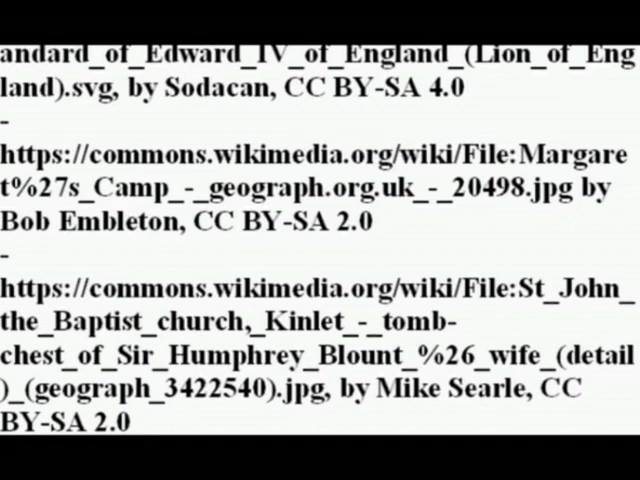 andard_of_Edward_IV_of_England_(Lion_of_Eng
land).svg, by Sodacan, CC BY-SA 4.0
-
https://commons.wikimedia.org/wiki/File:Margare
t%27s_Camp_-_geograph.org.uk_-_20498.jpg by
Bob Embleton, CC BY-SA 2.0
-
https://commons.wikimedia.org/wiki/File:St_John_
the_Baptist_church,_Kinlet_-_tomb-
chest_of_Sir_Humphrey_Blount_%26_wife_(detail
)_(geograph_3422540).jpg, by Mike Searle, CC
BY-SA 2.0